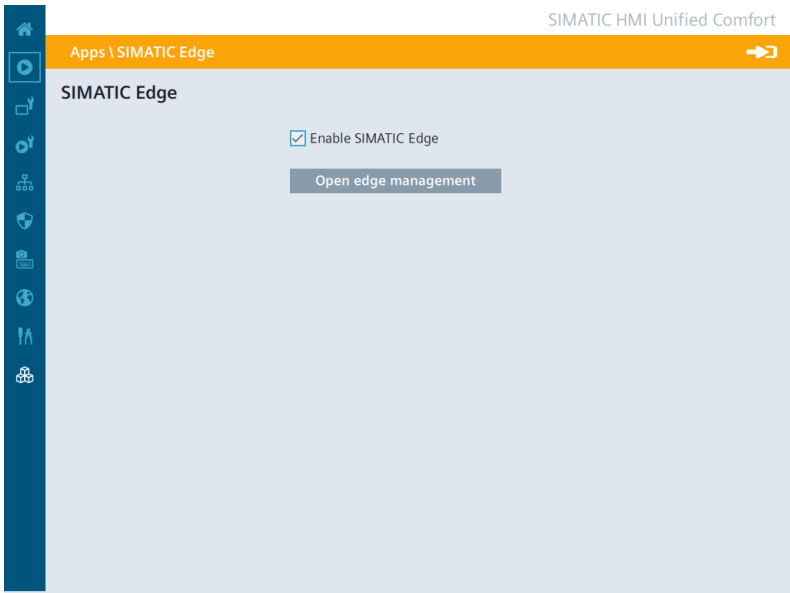 SIMATIC HMI Unified Comfort
Apps \ SIMATIC Edge
SIMATIC Edge
Enable SIMATIC Edge
Open edge management